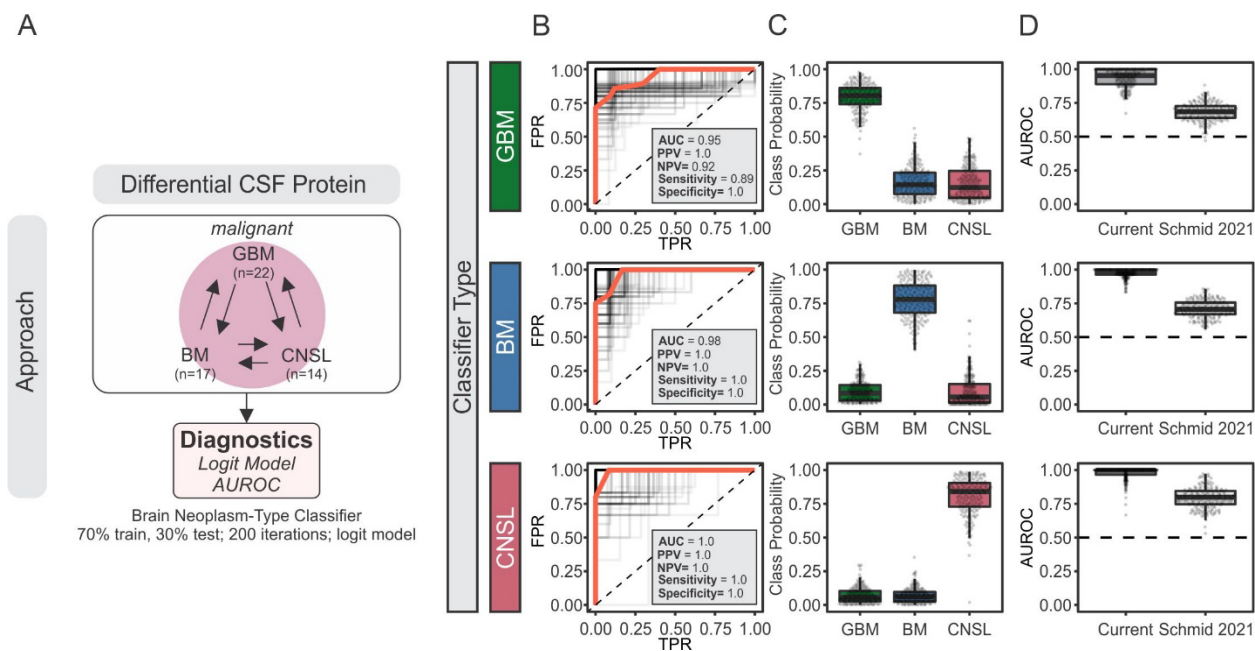 A
Approach
Differential CSF Protein
malignant
GBM
(n=22)
BM
(n=17)
CNSL
(n=14)
Diagnostics
Logit Model
AUROC
Brain Neoplasm-Type Classifier
70% train, 30% test; 200 iterations; logit model
Classifier Type
GBM
BM
CNSL
B
FPR
1.00
0.75
0.50
0.25
0.00
AUC = 0.95
PPV = 1.0
NPV= 0.92
Sensitivity = 0.89
Specificity= 1.0
0.00 0.25 0.50 0.75 1.00
TPR
FPR
1.00
0.75
0.50
0.25
0.00
AUC = 0.98
PPV = 1.0
NPV= 1.0
Sensitivity = 1.0
Specificity= 1.0
0.00 0.25 0.50 0.75 1.00
TPR
FPR
1.00
0.75
0.50
0.25
0.00
AUC = 1.0
PPV = 1.0
NPV= 1.0
Sensitivity = 1.0
Specificity= 1.0
0.00 0.25 0.50 0.75 1.00
TPR
C
Class Probability
1.00
0.75
0.50
0.25
0.00
GBM BM CNSL
Class Probability
1.00
0.75
0.50
0.25
0.00
GBM BM CNSL
Class Probability
1.00
0.75
0.50
0.25
0.00
GBM BM CNSL
D
AUROC
1.00
0.75
0.50
0.25
0.00
Current Schmid 2021
AUROC
1.00
0.75
0.50
0.25
0.00
Current Schmid 2021
AUROC
1.00
0.75
0.50
0.25
0.00
Current Schmid 2021